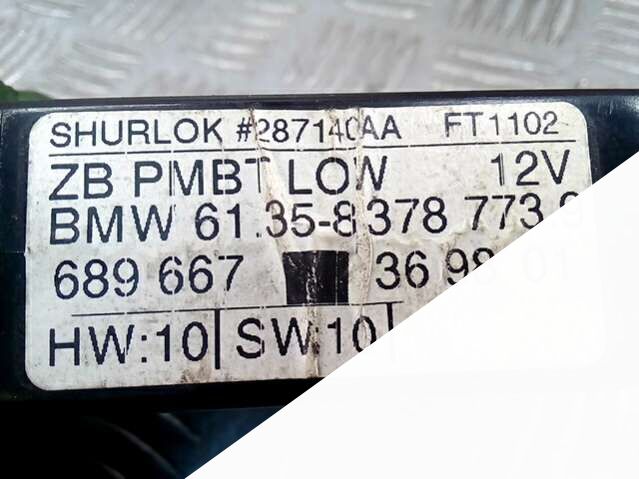 SHURLOK #287140AA FT1102
ZB PMBT LOW 12V
BMW 61.35-8 378 773.9
689 667
HW:10 SW:10